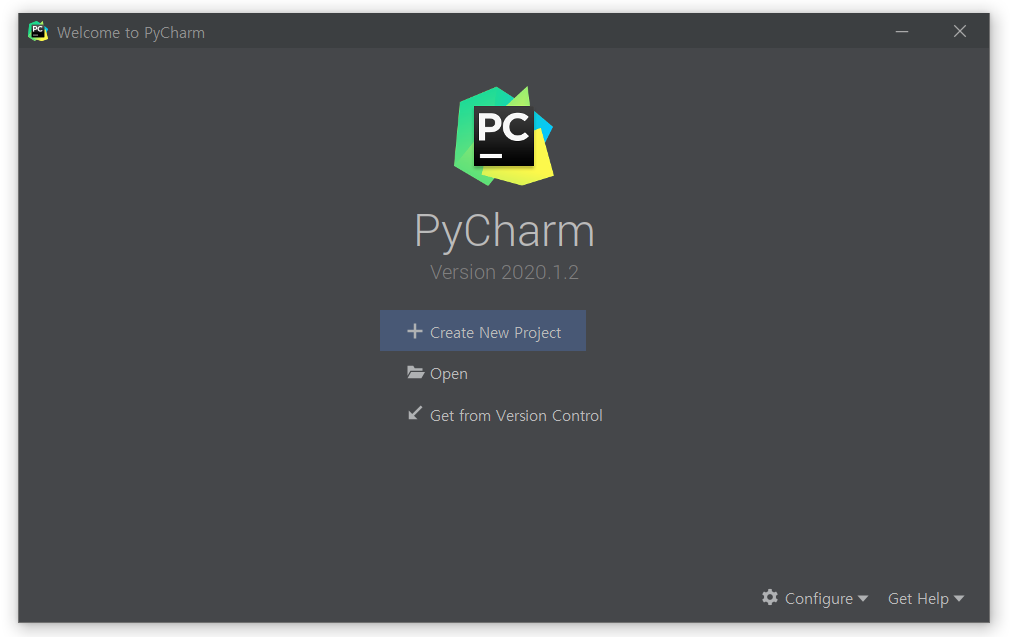 PC Welcome to PyCharm
PC
PyCharm
Version 2020.1.2
Create New Project
Open
Get from Version Control
Configure Get Help